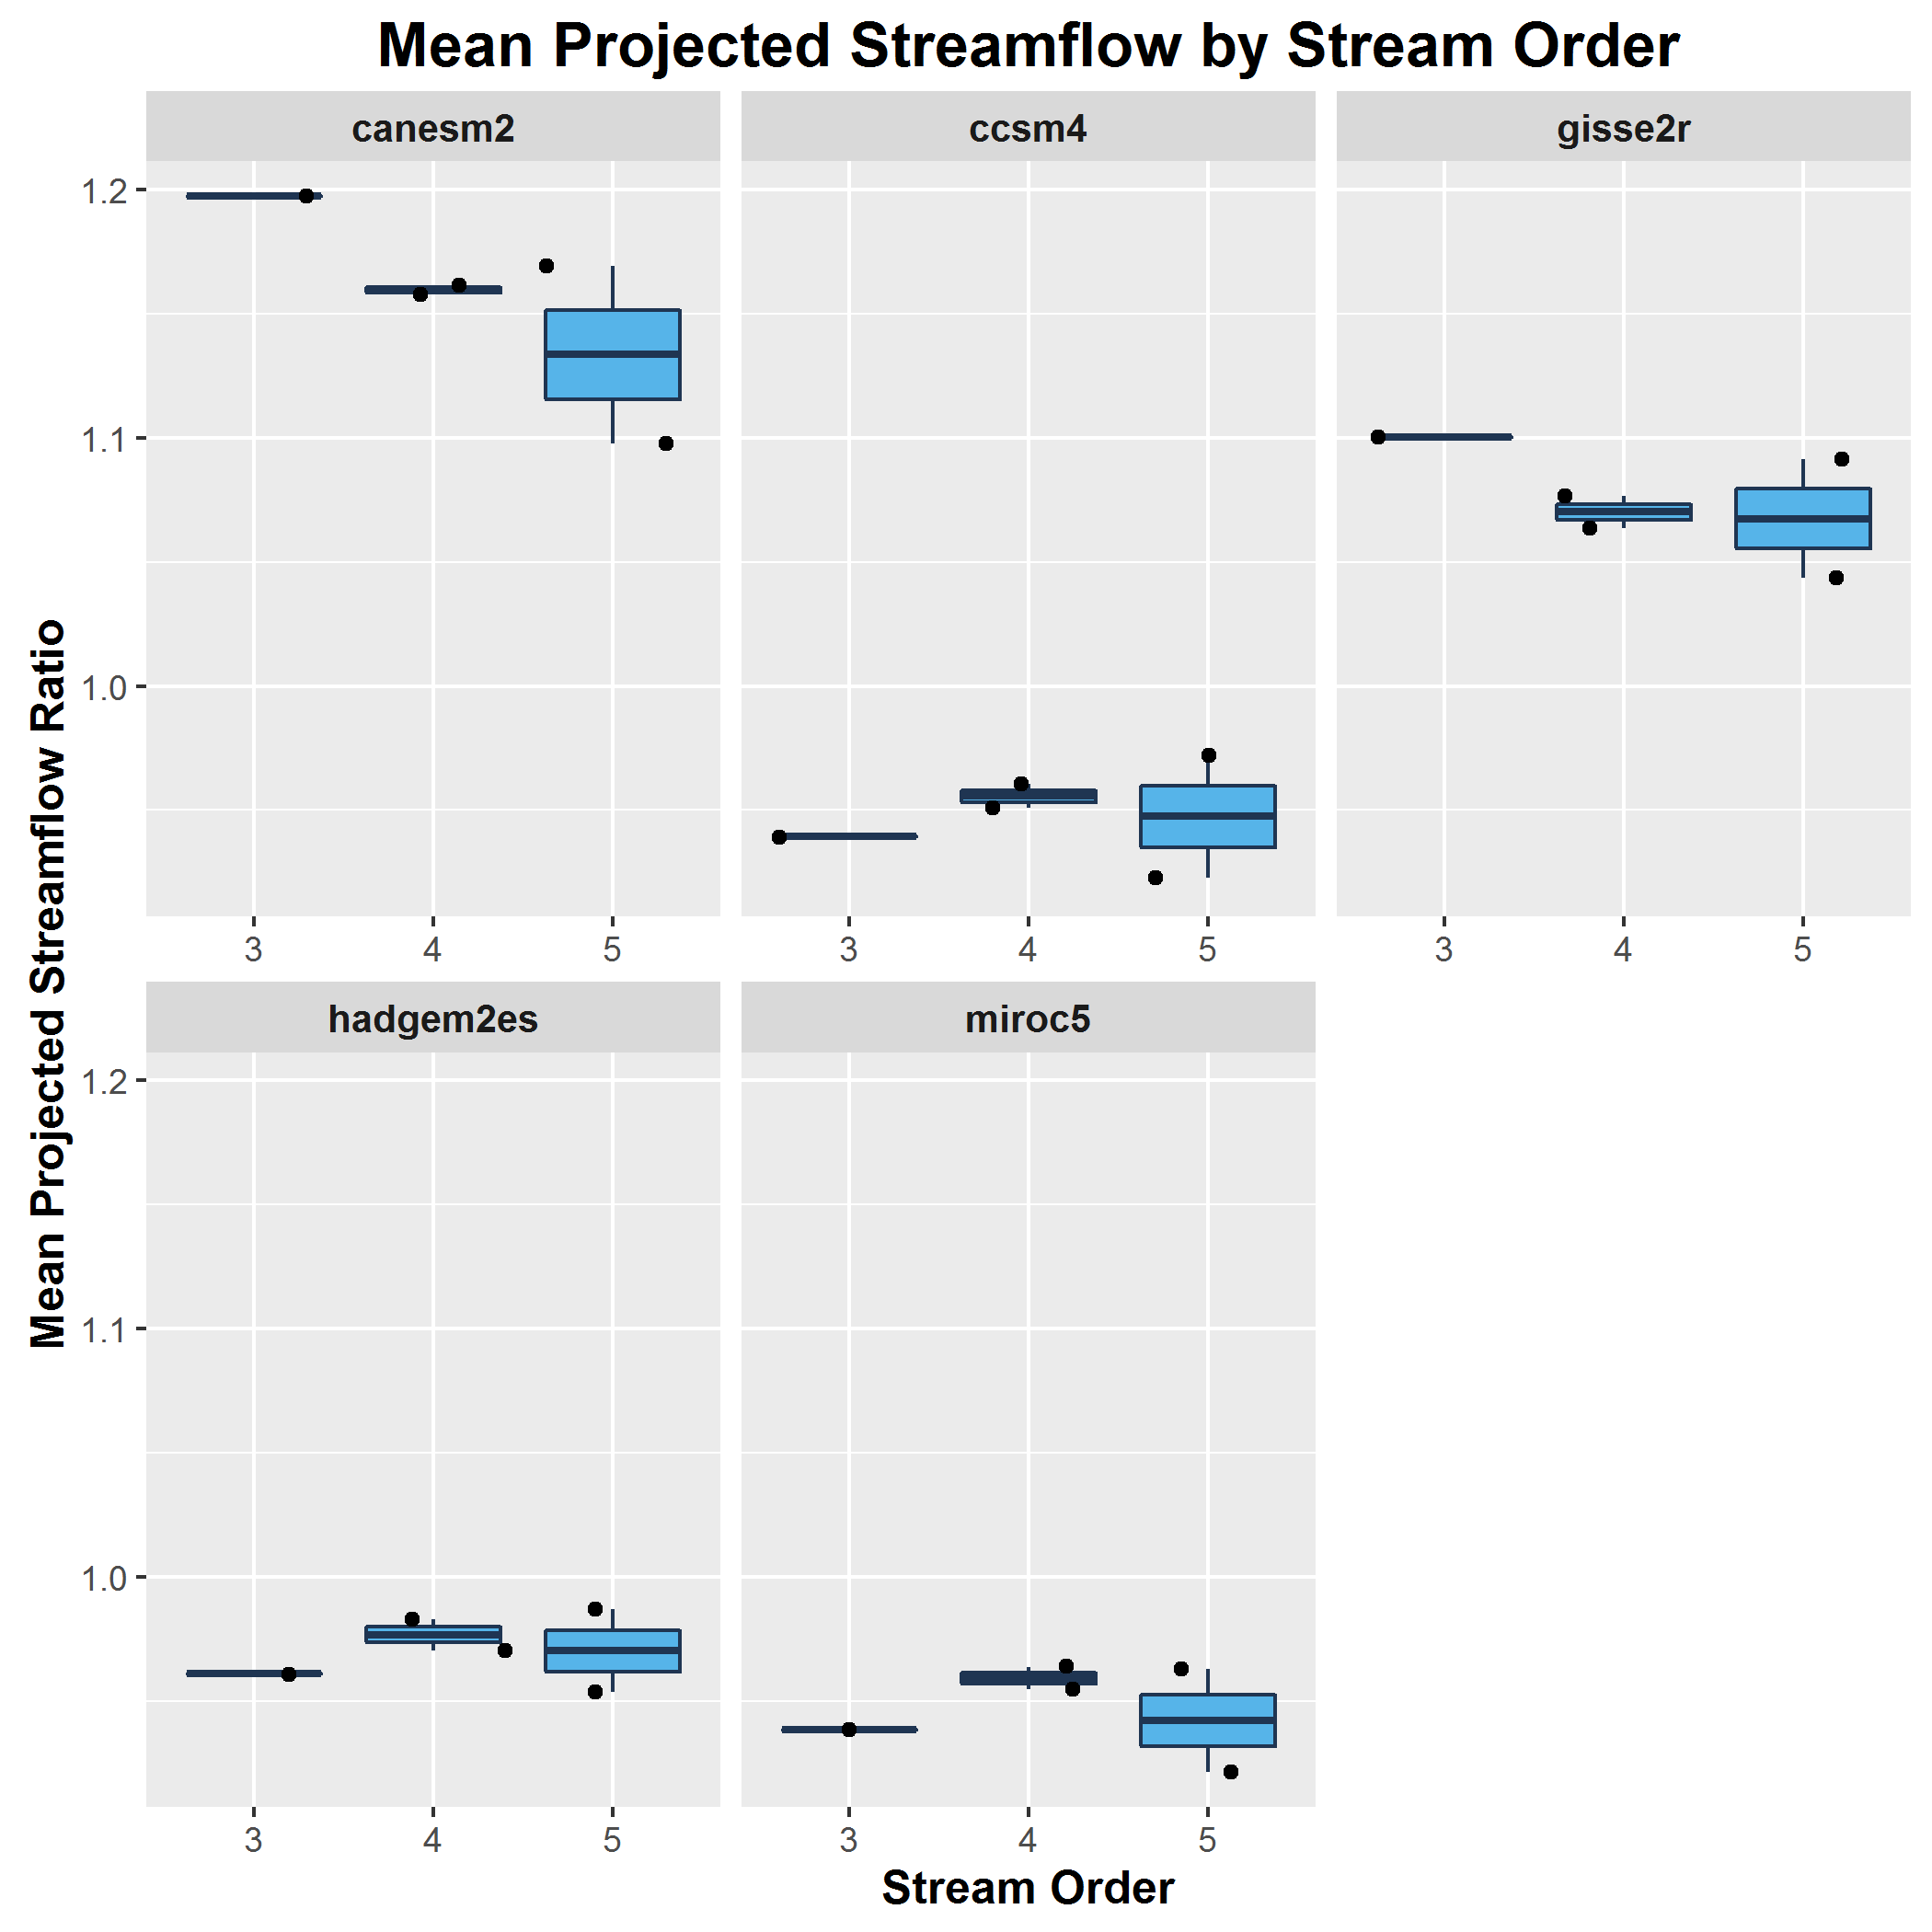 Mean Projected Streamflow by Stream Order
canesm2 ccsm4 gisse2r
1.2
1.1
1.0
3 4 5 3 4 5 3 4 5
Mean Projected Streamflow Ratio
hadgem2es miroc5
1.2
1.1
1.0
3 4 5 3 4 5
Stream Order